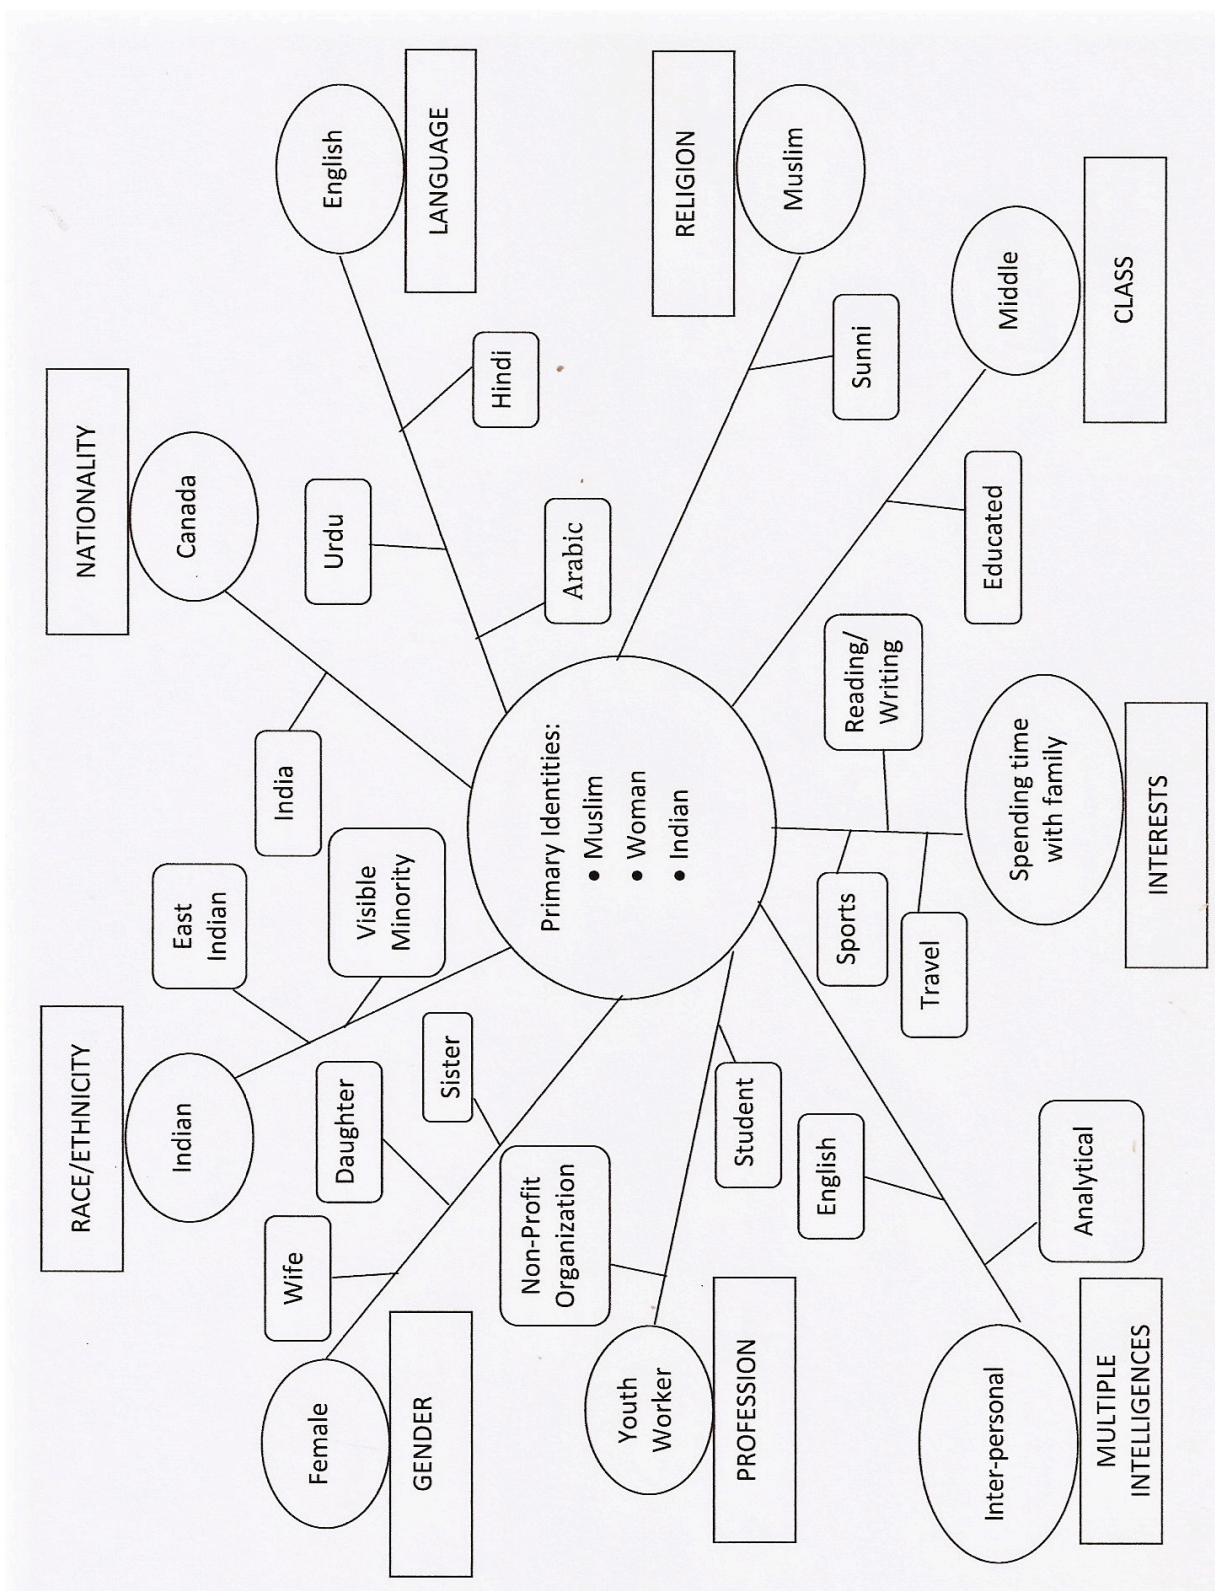 RACE/ETHNICITY
Indian
East
Indian
Visible
Minority
NATIONALITY
Canada
India
Female
GENDER
Wife
Daughter
Sister
English
LANGUAGE
Urdu
Hindi
Arabic
Primary Identities:
• Muslim
• Woman
• Indian
Youth
Worker
PROFESSION
Non-Profit
Organization
Student
RELIGION
Muslim
Sunni
Inter-personal
MULTIPLE
INTELLIGENCES
English
Analytical
Sports
Travel
Reading/
Writing
Spending time
with family
INTERESTS
Middle
CLASS
Educated